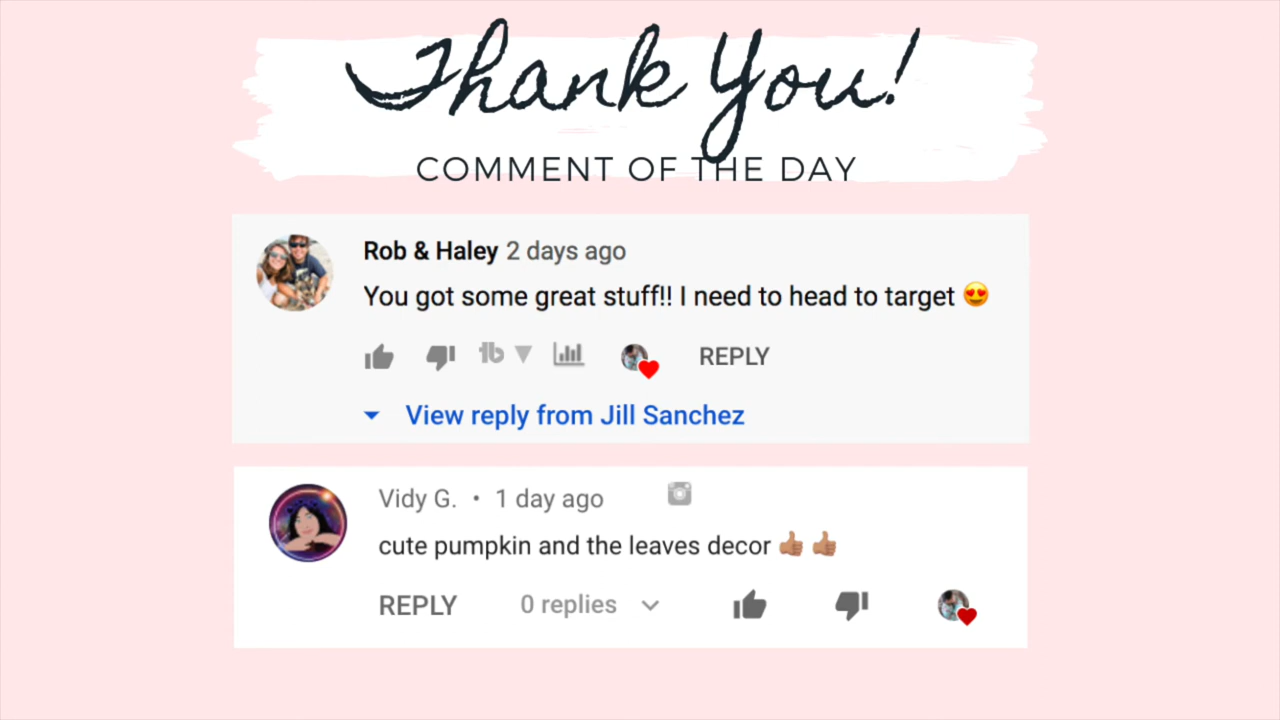 Thank You!
COMMENT OF THE DAY
Rob & Haley 2 days ago
You got some great stuff!! I need to head to target 😍
tb
REPLY
View reply from Jill Sanchez
Vidy G. • 1 day ago
cute pumpkin and the leaves decor 👍🏽 👍🏽
REPLY 0 replies